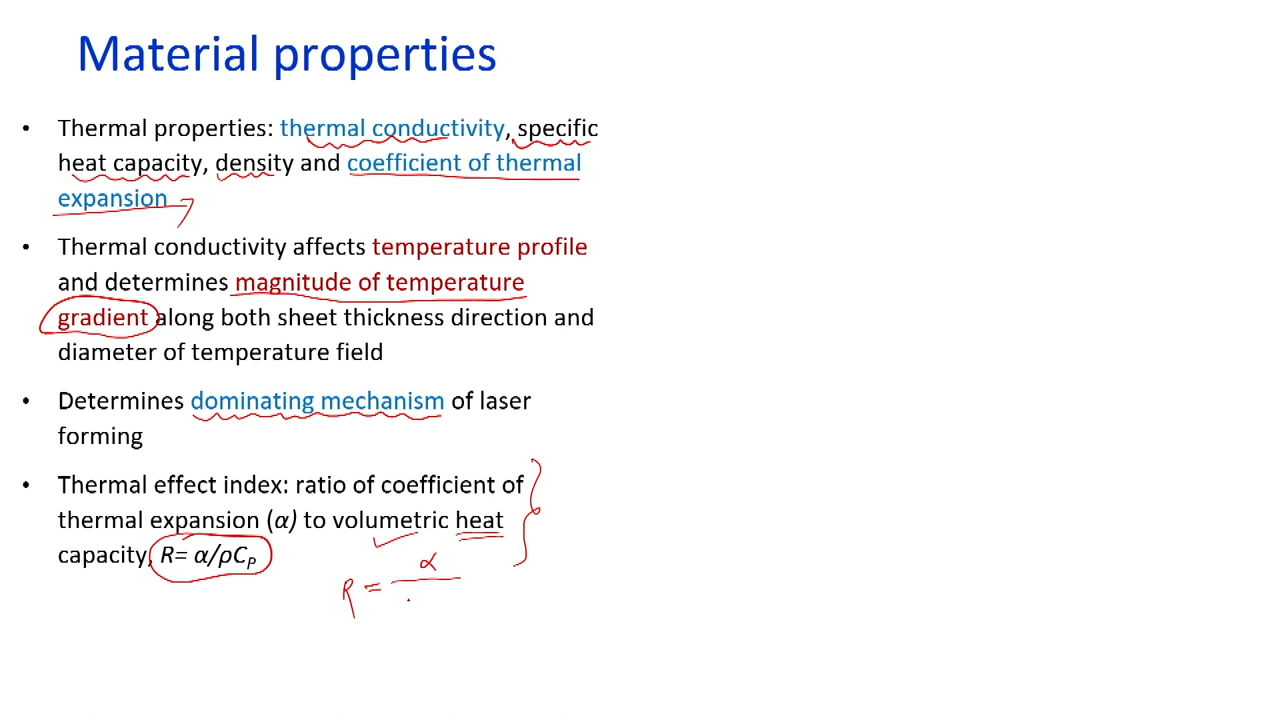 Material properties
• Thermal properties: thermal conductivity, specific
heat capacity, density and coefficient of thermal
expansion
• Thermal conductivity affects temperature profile
and determines magnitude of temperature
gradient along both sheet thickness direction and
diameter of temperature field
• Determines dominating mechanism of laser
forming
• Thermal effect index: ratio of coefficient of
thermal expansion (α) to volumetric heat
capacity, R= α/ρCP
R = α